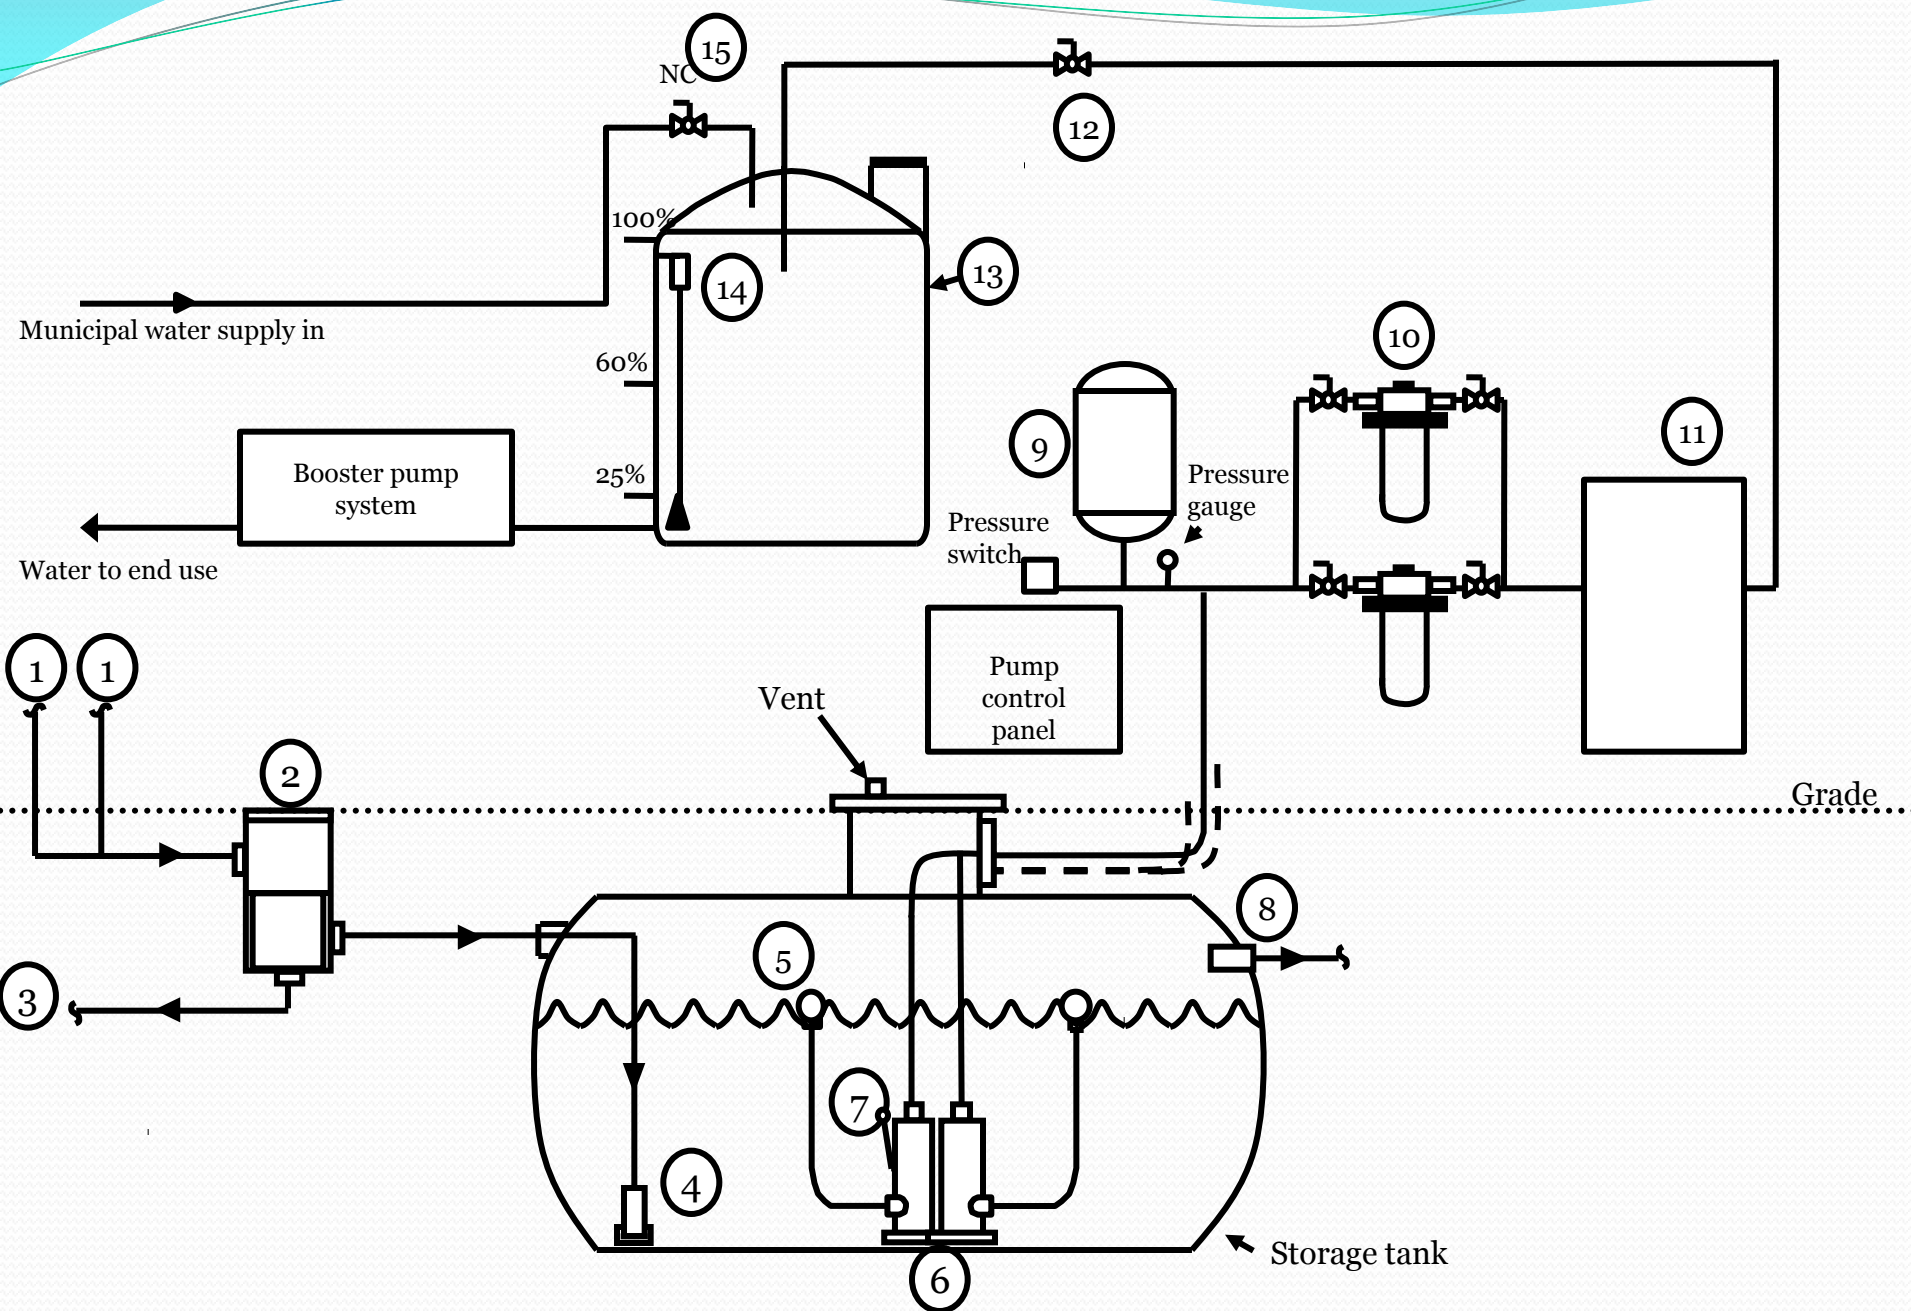 15
NC
12
100%
13
14
Municipal water supply in
10
60%
11
9
25%
Booster pump
system
Pressure
gauge
Pressure
switch
Water to end use
1
1
Pump
control
panel
Vent
2
Grade
8
5
3
7
4
Storage tank
6